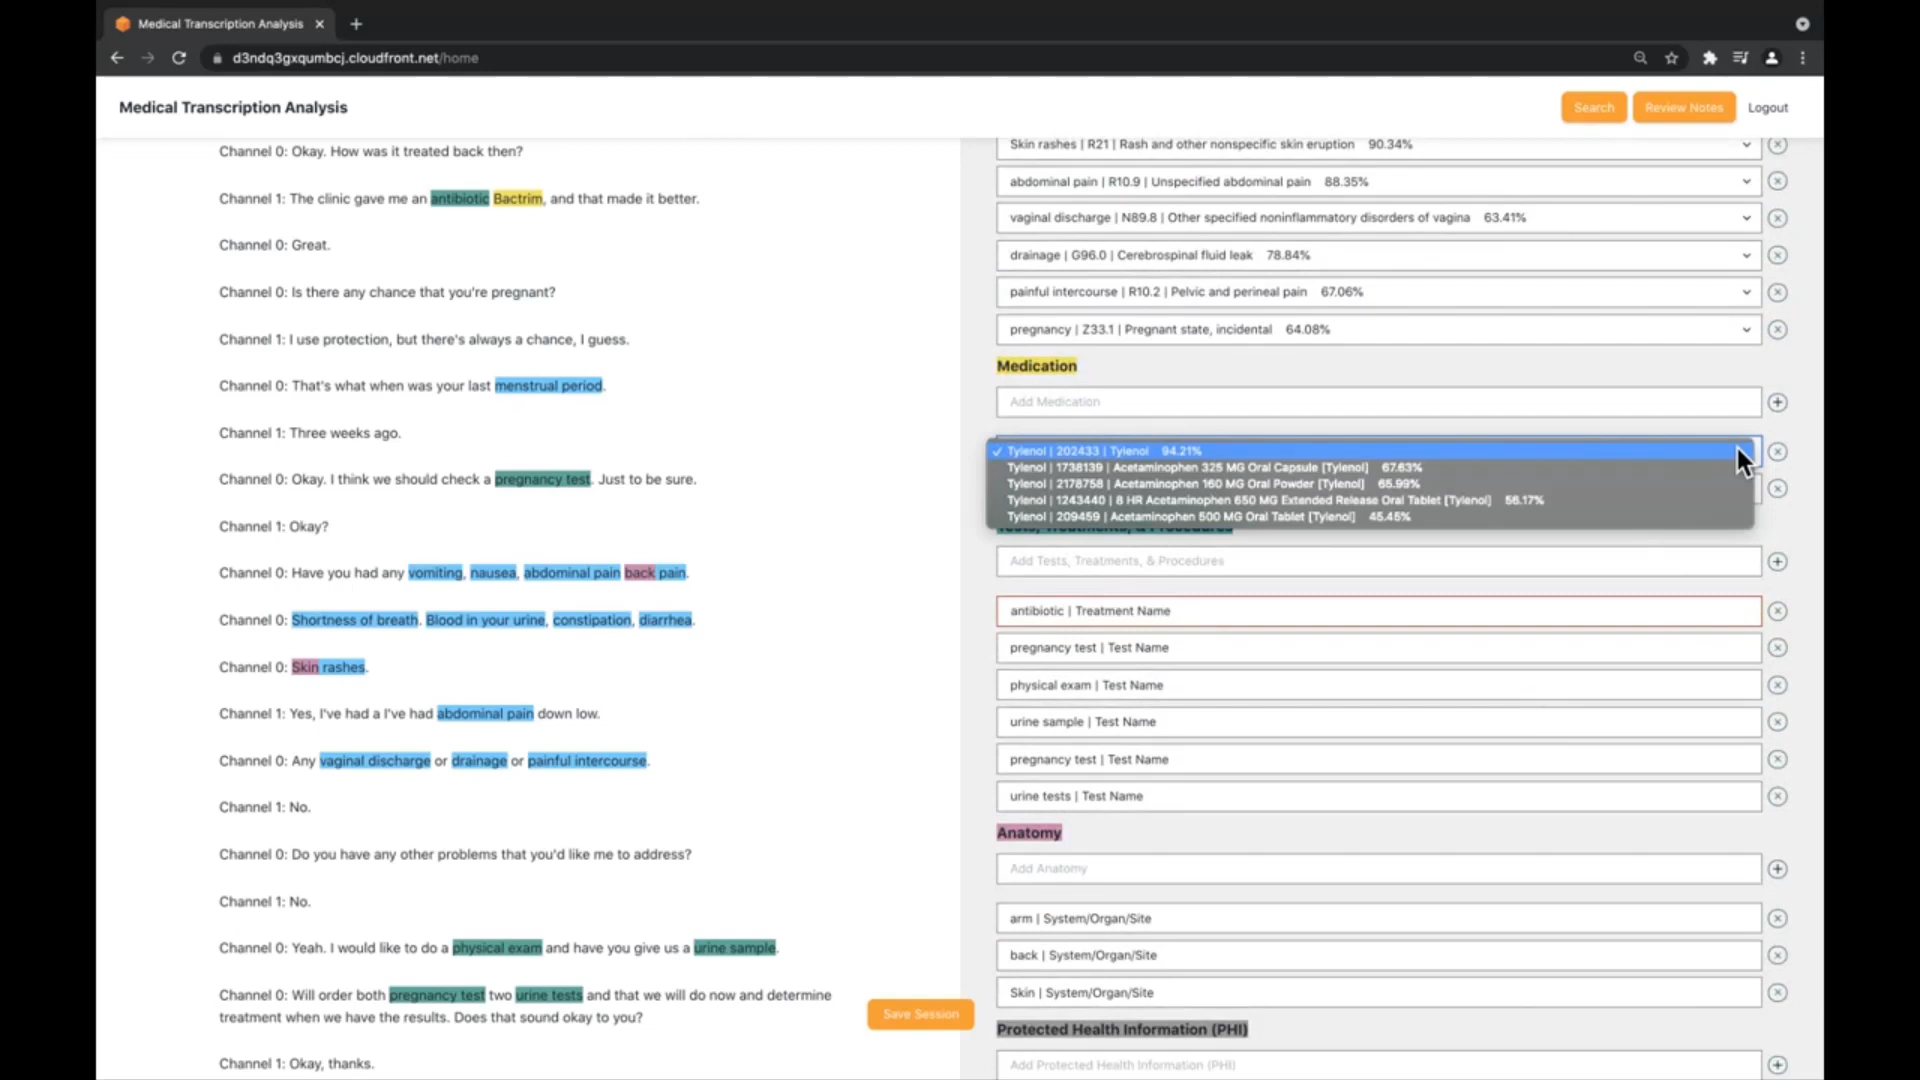 Medical Transcription Analysis
d3ndq3gxqumbcj.cloudfront.net/home
Medical Transcription Analysis
Search
Review Notes
Logout
Channel 0: Okay. How was it treated back then?
Channel 1: The clinic gave me an antibiotic Bactrim, and that made it better.
Channel 0: Great.
Channel 0: Is there any chance that you're pregnant?
Channel 1: I use protection, but there's always a chance, I guess.
Channel 0: That's what when was your last menstrual period.
Channel 1: Three weeks ago.
Channel 0: Okay. I think we should check a pregnancy test. Just to be sure.
Channel 1: Okay?
Channel 0: Have you had any vomiting, nausea, abdominal pain back pain.
Channel 0: Shortness of breath. Blood in your urine, constipation, diarrhea.
Channel 0: Skin rashes.
Channel 1: Yes, I've had a I've had abdominal pain down low.
Channel 0: Any vaginal discharge or drainage or painful intercourse.
Channel 1: No.
Channel 0: Do you have any other problems that you'd like me to address?
Channel 1: No.
Channel 0: Yeah. I would like to do a physical exam and have you give us a urine sample.
Channel 0: Will order both pregnancy test two urine tests and that we will do now and determine
treatment when we have the results. Does that sound okay to you?
Channel 1: Okay, thanks.
Save Session
Skin rashes | R21 | Rash and other nonspecific skin eruption 90.34%
abdominal pain | R10.9 | Unspecified abdominal pain 88.35%
vaginal discharge | N89.8 | Other specified noninflammatory disorders of vagina 63.41%
drainage | G96.0 | Cerebrospinal fluid leak 78.84%
painful intercourse | R10.2 | Pelvic and perineal pain 67.06%
pregnancy | Z33.1 | Pregnant state, incidental 64.08%
Medication
Add Medication
Tylenol | 202433 | Tylenol 94.21%
Tylenol | 1738139 | Acetaminophen 325 MG Oral Capsule [Tylenol] 67.63%
Tylenol | 2178758 | Acetaminophen 160 MG Oral Powder [Tylenol] 65.99%
Tylenol | 1243440 | 8 HR Acetaminophen 650 MG Extended Release Oral Tablet [Tylenol] 56.17%
Tylenol | 209459 | Acetaminophen 500 MG Oral Tablet [Tylenol] 45.45%
Tests, Treatments, & Procedures
Add Tests, Treatments, & Procedures
antibiotic | Treatment Name
pregnancy test | Test Name
physical exam | Test Name
urine sample | Test Name
pregnancy test | Test Name
urine tests | Test Name
Anatomy
Add Anatomy
arm | System/Organ/Site
back | System/Organ/Site
Skin | System/Organ/Site
Protected Health Information (PHI)
Add Protected Health Information (PHI)